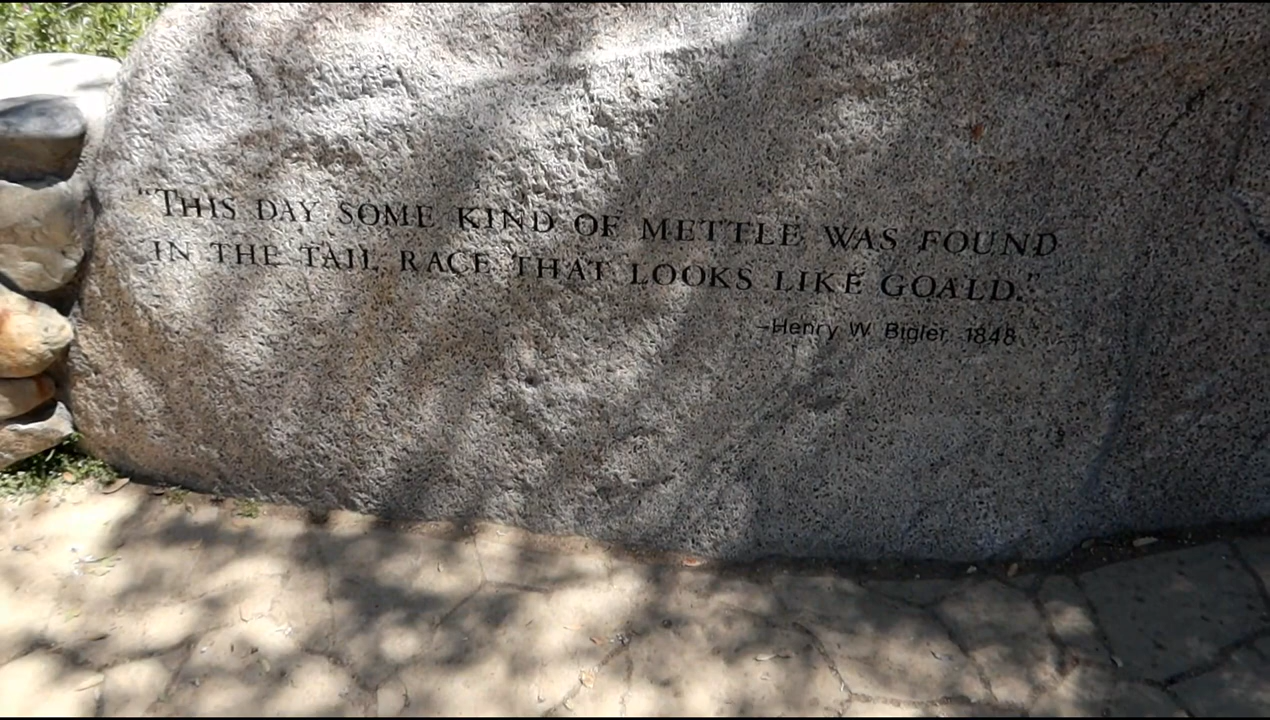 “THIS DAY SOME KIND OF METTLE WAS FOUND
IN THE TAIL RACE THAT LOOKS LIKE GOALD.”
–Henry W. Bigler, 1848